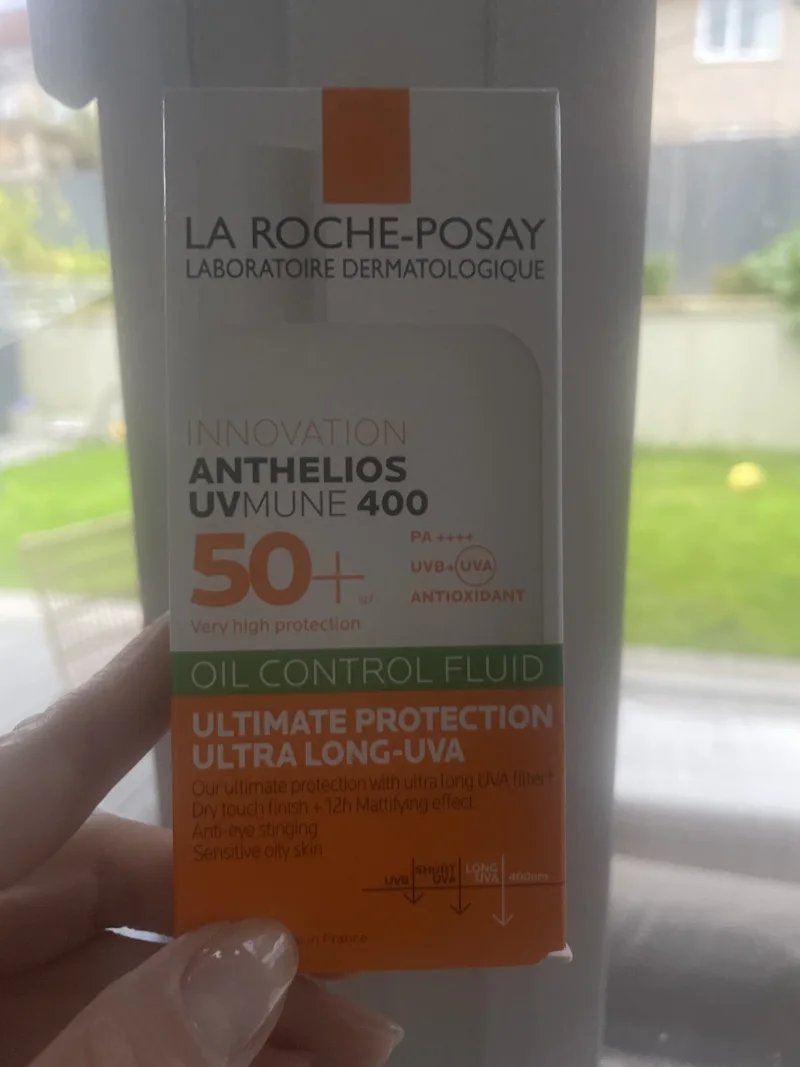 LA ROCHE-POSAY
LABORATOIRE DERMATOLOGIQUE
INNOVATION
ANTHELIOS
UVMUNE 400
50+
Very high protection
PA ++++
UVB+UVA
ANTIOXIDANT
OIL CONTROL FLUID
ULTIMATE PROTECTION
ULTRA LONG-UVA
Our ultimate protection with ultra long UVA filter*
Dry touch finish + 12h Mattifying effect
Anti-eye stinging
Sensitive oily skin
UVB
SHORT
UVA
LONG
UVA
400nm
in France